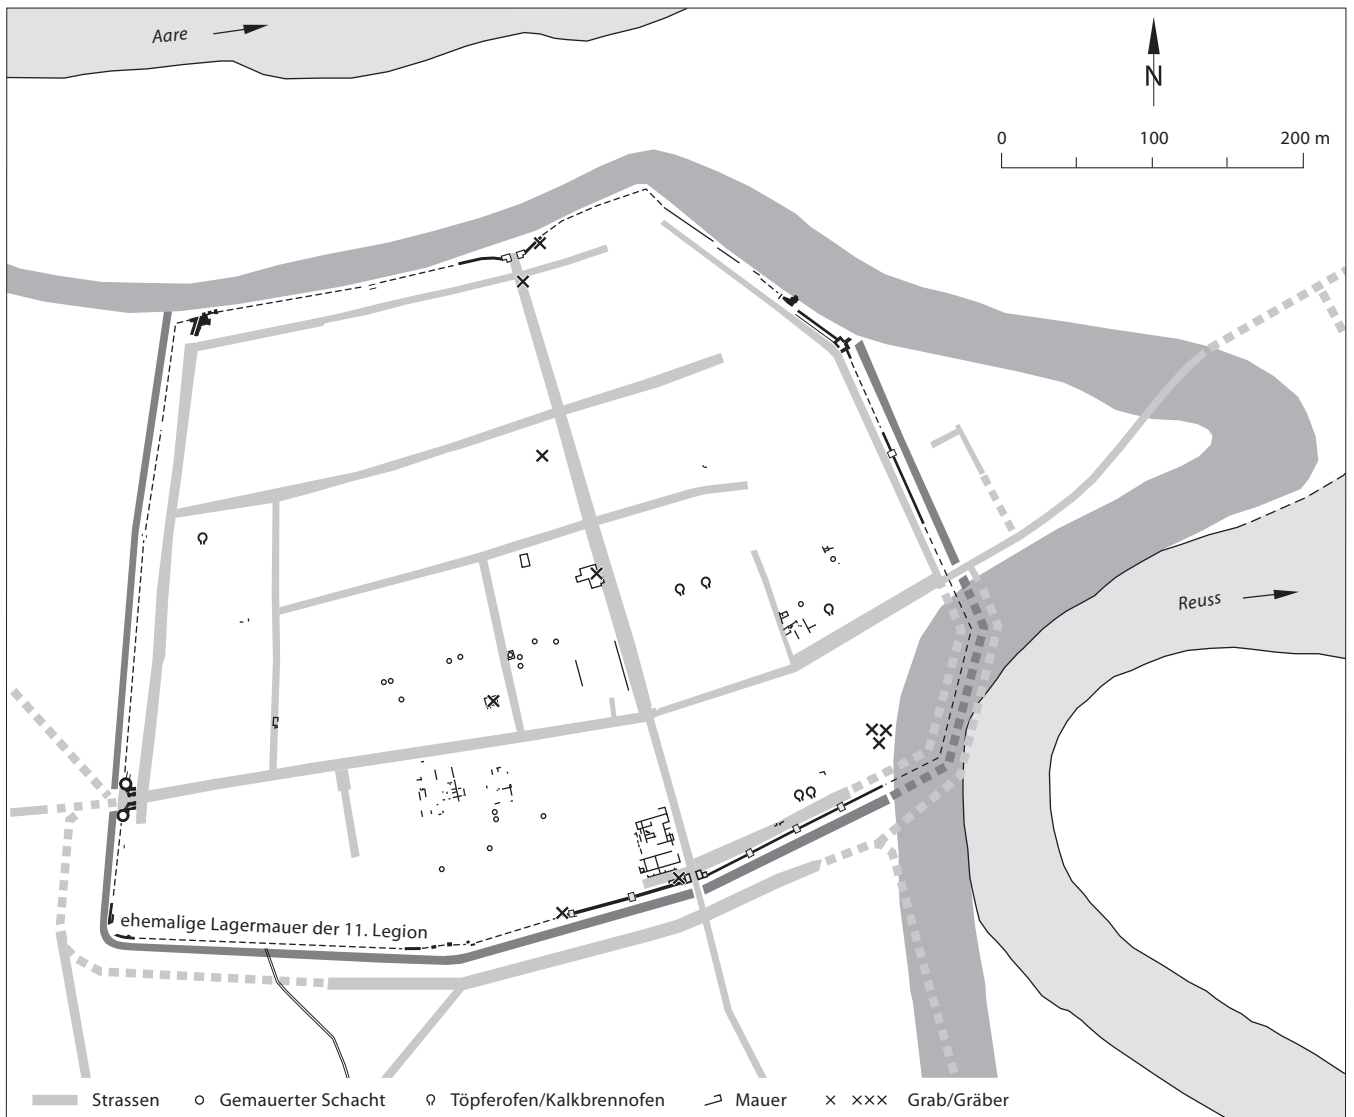 Aare
N
0 100 200 m
Reuss
ehemalige Lagermauer der 11. Legion
Strassen Gemauerter Schacht Töpferofen/Kalkbrennofen Mauer Grab/Gräber